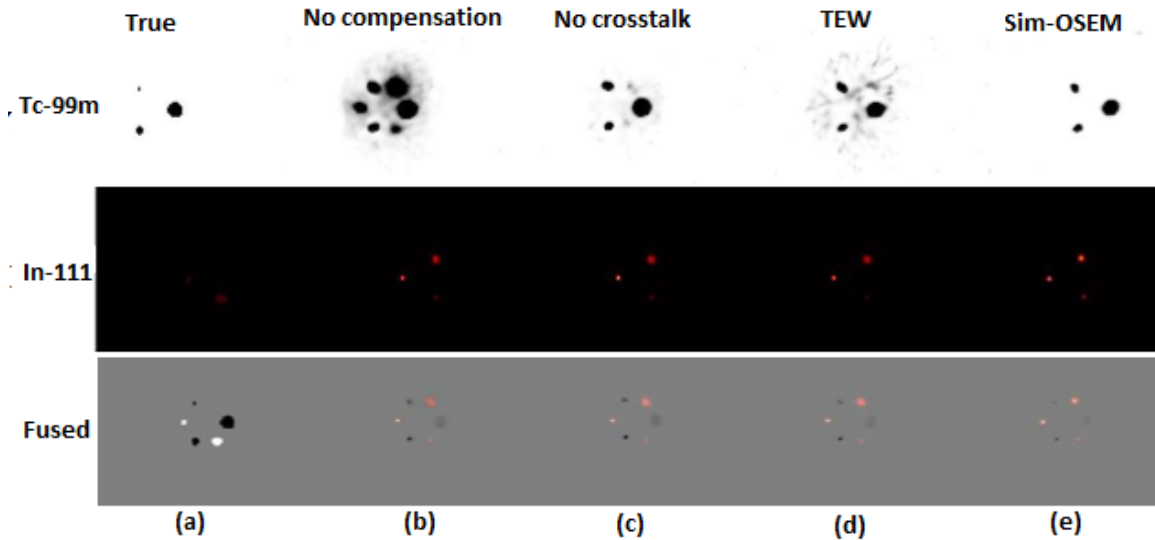 True No compensation No crosstalk TEW Sim-OSEM
Tc-99m
In-111
Fused
(a) (b) (c) (d) (e)